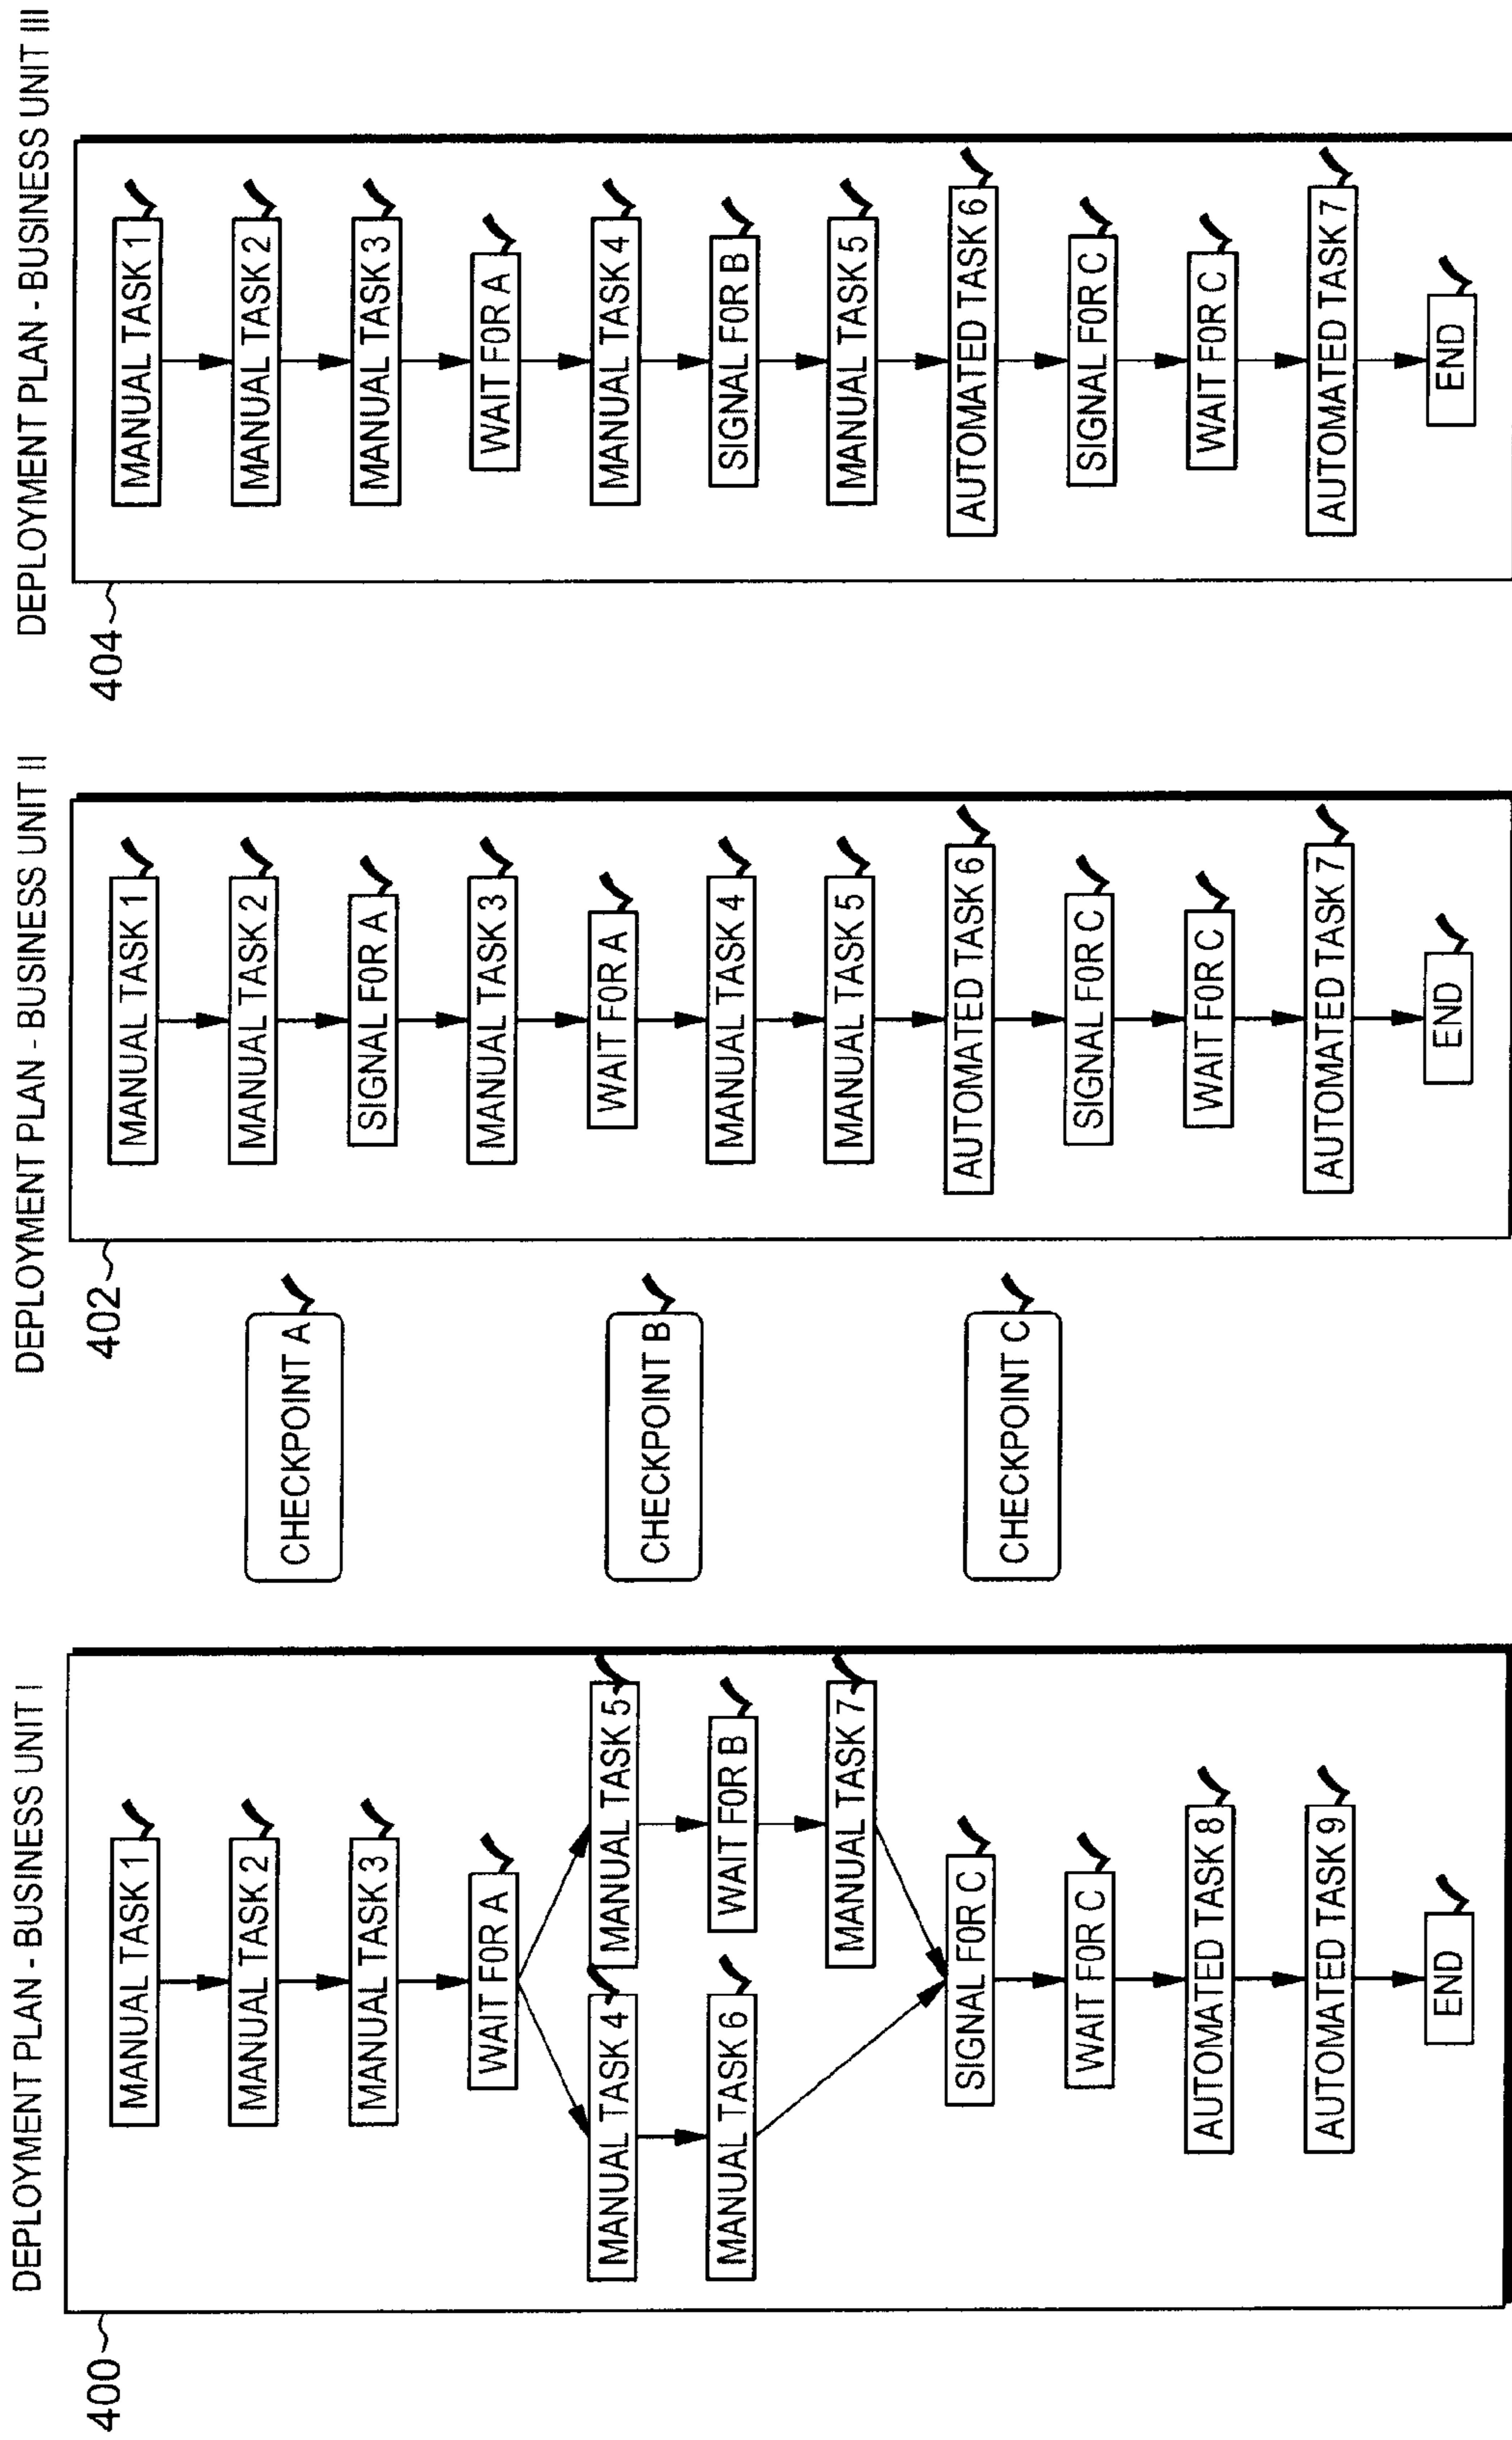 DEPLOYMENT PLAN - BUSINESS UNIT I
400
MANUAL TASK 1
MANUAL TASK 2
MANUAL TASK 3
WAIT FOR A
MANUAL TASK 4
MANUAL TASK 5
MANUAL TASK 6
WAIT FOR B
MANUAL TASK 7
SIGNAL FOR C
WAIT FOR C
AUTOMATED TASK 8
AUTOMATED TASK 9
END
CHECKPOINT A
CHECKPOINT B
CHECKPOINT C
DEPLOYMENT PLAN - BUSINESS UNIT II
402
MANUAL TASK 1
MANUAL TASK 2
SIGNAL FOR A
MANUAL TASK 3
WAIT FOR A
MANUAL TASK 4
MANUAL TASK 5
AUTOMATED TASK 6
SIGNAL FOR C
WAIT FOR C
AUTOMATED TASK 7
END
DEPLOYMENT PLAN - BUSINESS UNIT III
404
MANUAL TASK 1
MANUAL TASK 2
MANUAL TASK 3
WAIT FOR A
MANUAL TASK 4
SIGNAL FOR B
MANUAL TASK 5
AUTOMATED TASK 6
SIGNAL FOR C
WAIT FOR C
AUTOMATED TASK 7
END